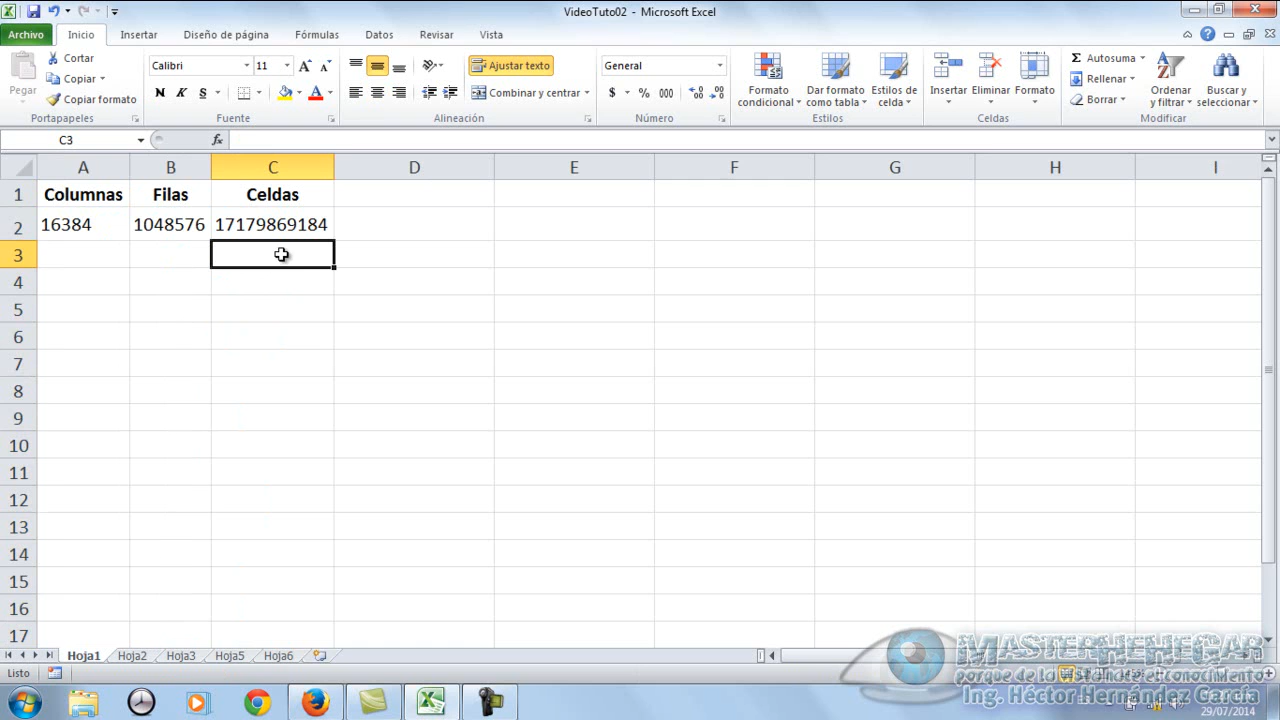 VideoTuto02 - Microsoft Excel
Archivo Inicio Insertar Diseño de página Fórmulas Datos Revisar Vista
Pegar
Cortar
Copiar
Copiar formato
Portapapeles
Calibri 11
N K S
Fuente
Ajustar texto
Combinar y centrar
Alineación
General
$ % 000
Número
Formato condicional
Dar formato como tabla
Estilos de celda
Estilos
Insertar Eliminar Formato
Celdas
Σ Autosuma
Rellenar
Borrar
Ordenar y filtrar
Buscar y seleccionar
Modificar
C3 fx
A B C D E F G H I
1 Columnas Filas Celdas
2 16384 1048576 17179869184
3
4
5
6
7
8
9
10
11
12
13
14
15
16
17
Hoja1 Hoja2 Hoja3 Hoja5 Hoja6
Listo
MASTERHEHEGAR
Ing. Héctor Hernández García
29/07/2014